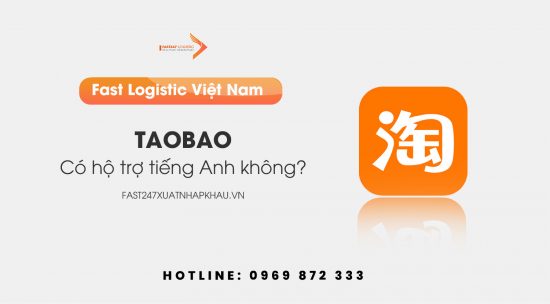 Fast Logistic Việt Nam
TAOBAO
Có hộ trợ tiếng Anh không?
FAST247XUATNHAPKHAU.VN
淘
HOTLINE: 0969 872 333